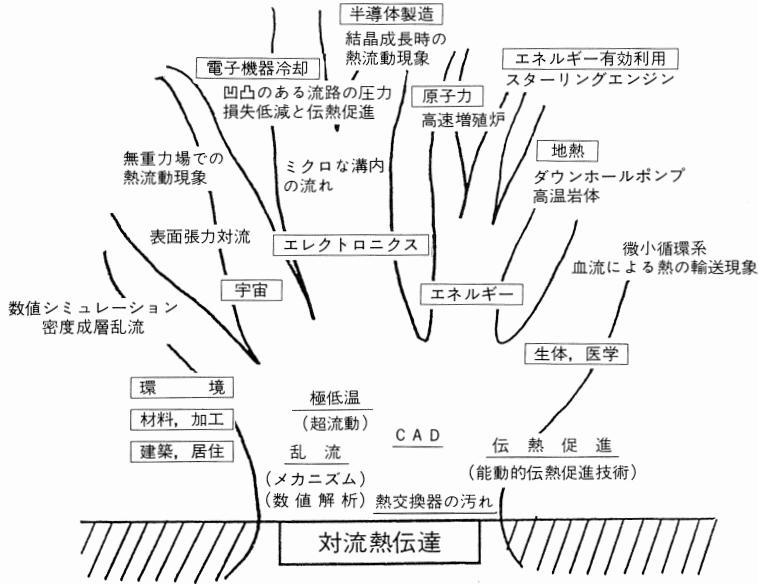 半導体製造
結晶成長時の
熱流動現象
電子機器冷却
凹凸のある流路の圧力
損失低減と伝熱促進
原子力
高速増殖炉
エネルギー有効利用
スターリングエンジン
無重力場での
熱流動現象
ミクロな溝内
の流れ
地熱
ダウンホールポンプ
高温岩体
表面張力対流
エレクトロニクス
微小循環系
血流による熱の輸送現象
宇宙
エネルギー
数値シミュレーション
密度成層乱流
生体，医学
環境
材料，加工
建築，居住
極低温
(超流動)
乱流
(メカニズム)
(数値解析)
CAD
伝熱促進
(能動的伝熱促進技術)
熱交換器の汚れ
対流熱伝達